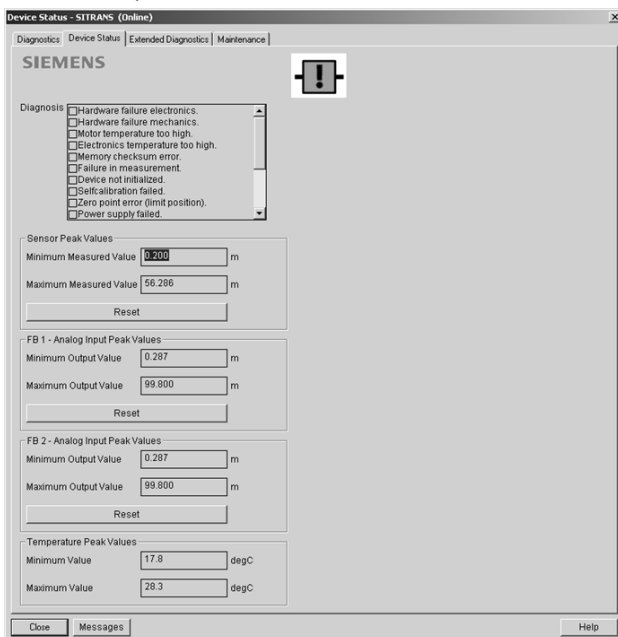 Device Status - SITRANS (Online)
Diagnostics Device Status Extended Diagnostics Maintenance
SIEMENS
Diagnosis
Hardware failure electronics.
Hardware failure mechanics.
Motor temperature too high.
Electronics temperature too high.
Memory checksum error.
Failure in measurement.
Device not initialized.
Selfcalibration failed.
Zero point error (limit position).
Power supply failed.
Sensor Peak Values
Minimum Measured Value 0.200 m
Maximum Measured Value 56.286 m
Reset
FB 1 - Analog Input Peak Values
Minimum Output Value 0.287 m
Maximum Output Value 99.800 m
Reset
FB 2 - Analog Input Peak Values
Minimum Output Value 0.287 m
Maximum Output Value 99.800 m
Reset
Temperature Peak Values
Minimum Value 17.8 degC
Maximum Value 28.3 degC
Close Messages Help